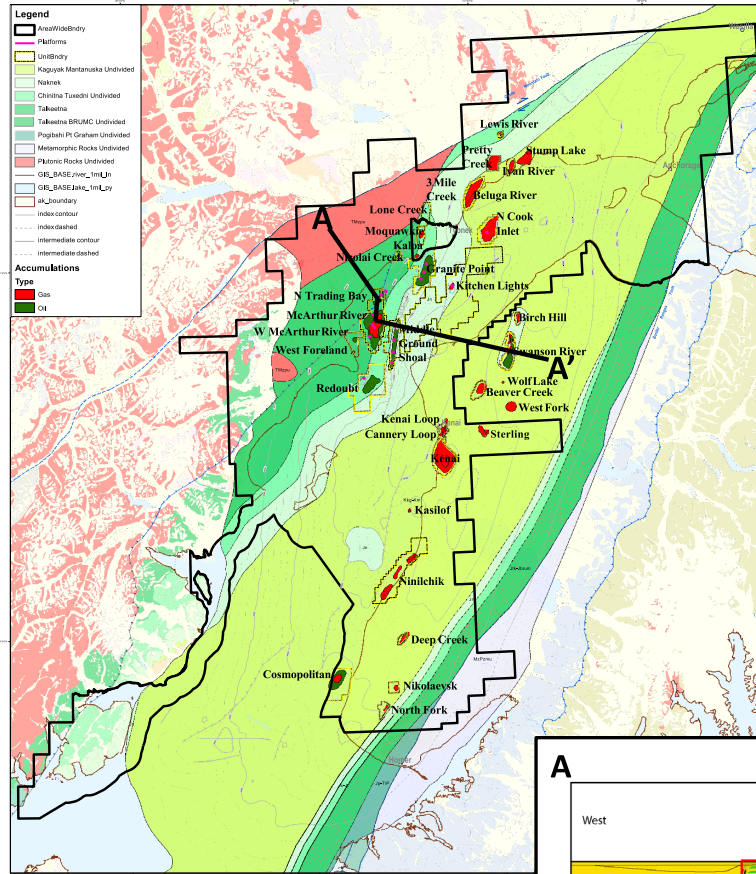 Legend
AreaWideBndry
Platforms
UnitBndry
Kaguyak Mantanuska Undivided
Naknek
Chinitna Tuxedni Undivided
Talkeetna
Talkeetna BRUMC Undivided
Pogibshi Pt Graham Undivided
Metamorphic Rocks Undivided
Plutonic Rocks Undivided
GIS_BASE.river_1mil_ln
GIS_BASE.lake_1mil_py
ak_boundary
index contour
index dashed
intermediate contour
intermediate dashed
Accumulations
Type
Gas
Oil
Wasilla
Lewis River
Pretty
Creek
Stump Lake
Ivan River
Anchorage
3 Mile
Creek
Beluga River
Lone Creek
A
N Cook
Inlet
Moquawkie
Tyonek
Kaloa
Nicolai Creek
Granite Point
Kitchen Lights
N Trading Bay
McArthur River
Birch Hill
W McArthur River
Middle
Ground
Shoal
West Foreland
Swanson River
A'
Redoubt
Wolf Lake
Beaver Creek
West Fork
Kenai Loop
Kenai
Cannery Loop
Sterling
Kenai
Kasilof
Ninilchik
Deep Creek
Cosmopolitan
Nikolaevsk
North Fork
Homer
A
West